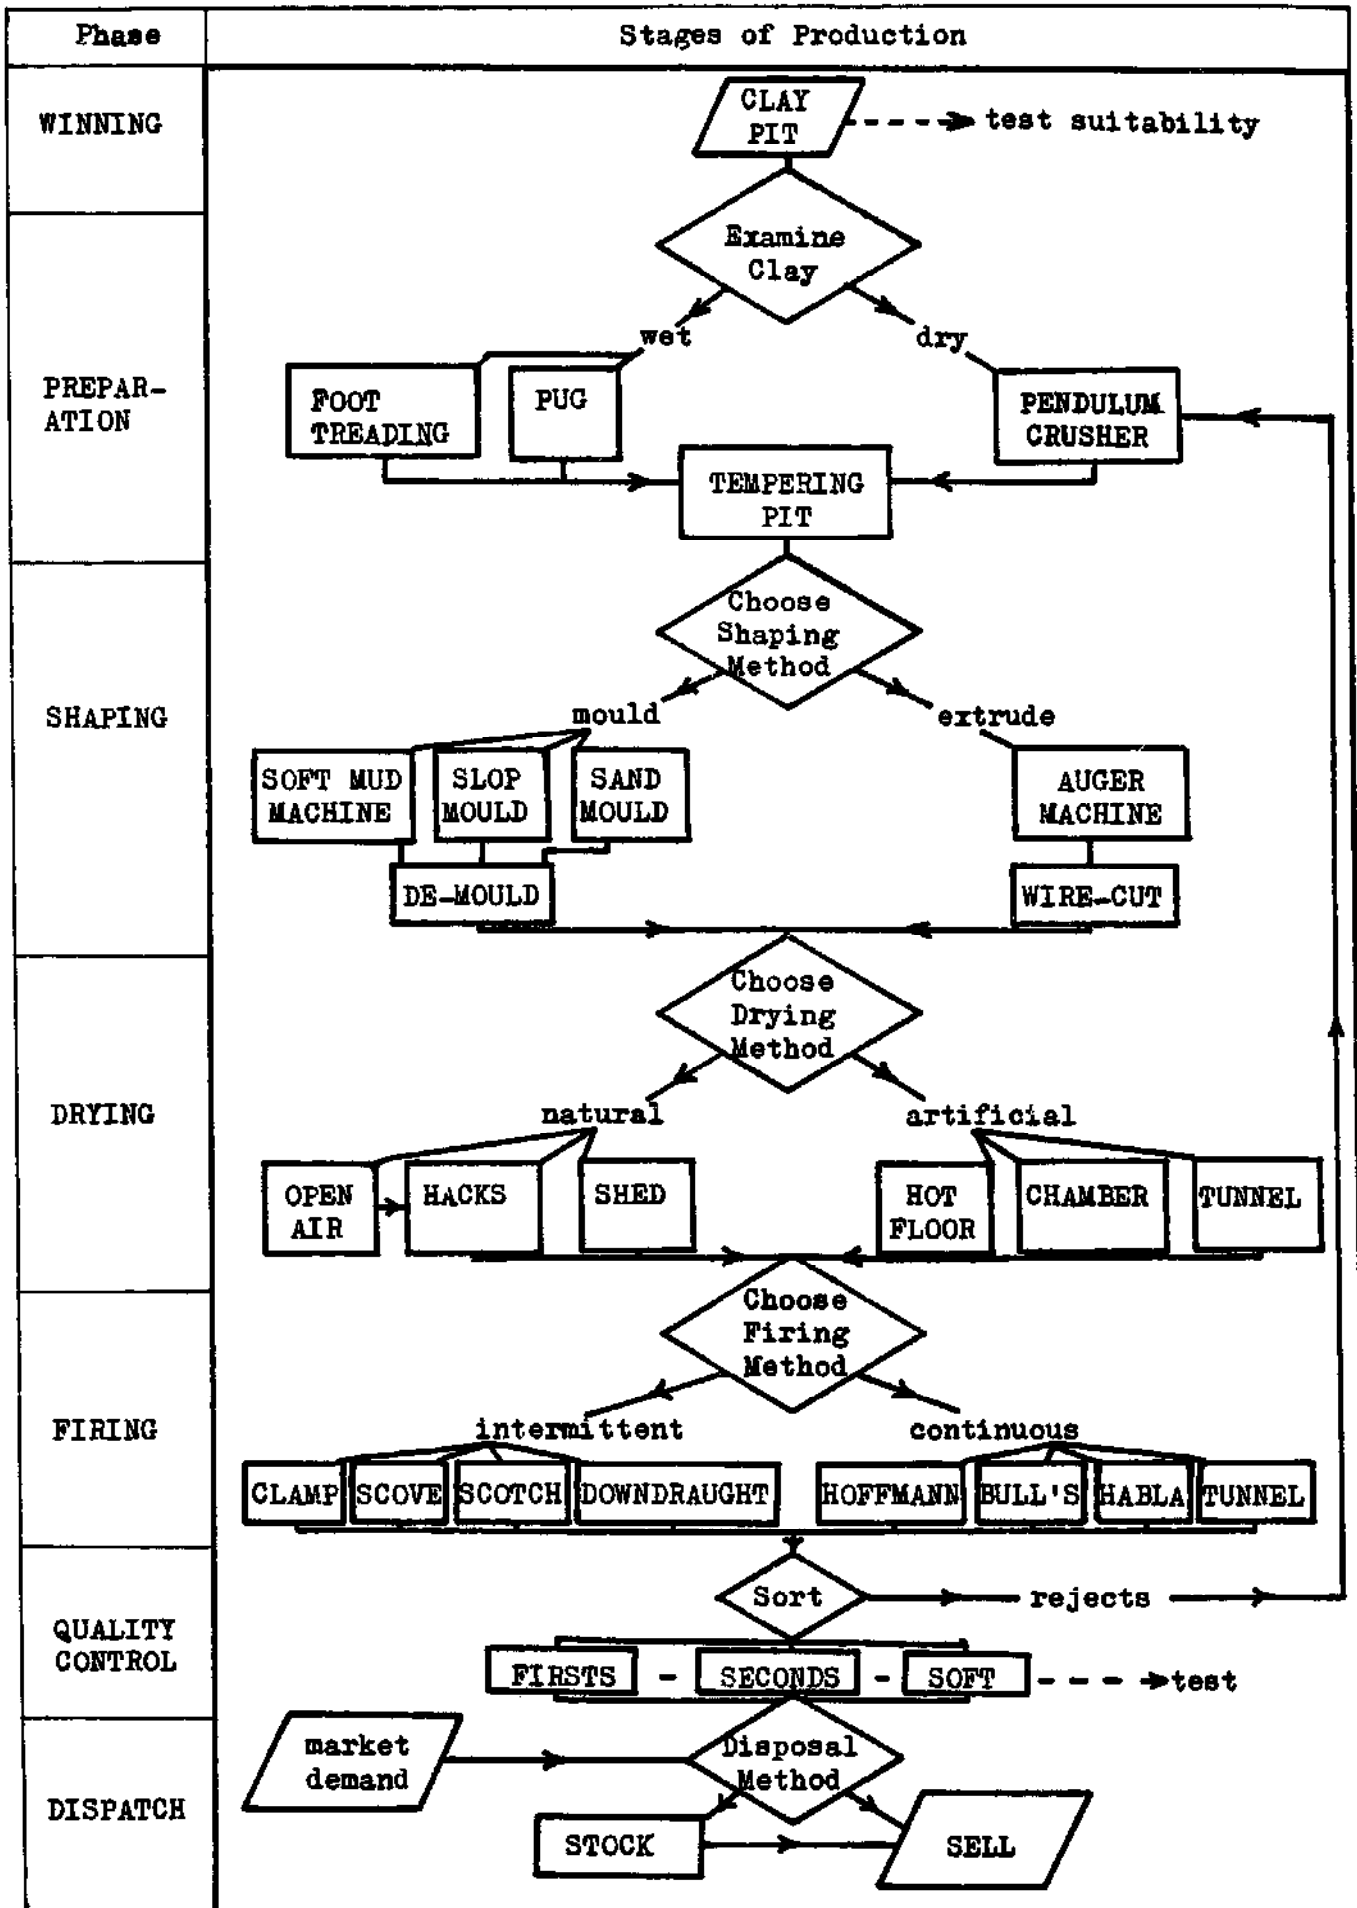 Phase
Stages of Production
WINNING
CLAY
PIT
test suitability
Examine
Clay
wet
dry
PREPAR-
ATION
FOOT
TREADING
PUG
PENDULUM
CRUSHER
TEMPERING
PIT
SHAPING
Choose
Shaping
Method
mould
extrude
SOFT MUD
MACHINE
SLOP
MOULD
SAND
MOULD
AUGER
MACHINE
DE-MOULD
WIRE-CUT
DRYING
Choose
Drying
Method
natural
artificial
OPEN
AIR
HACKS
SHED
HOT
FLOOR
CHAMBER
TUNNEL
FIRING
Choose
Firing
Method
intermittent
continuous
CLAMP
SCOVE
SCOTCH
DOWNDRAUGHT
HOFFMANN
BULL'S
HABLA
TUNNEL
QUALITY
CONTROL
Sort
rejects
FIRSTS - SECONDS - SOFT
test
DISPATCH
market
demand
Disposal
Method
STOCK
SELL